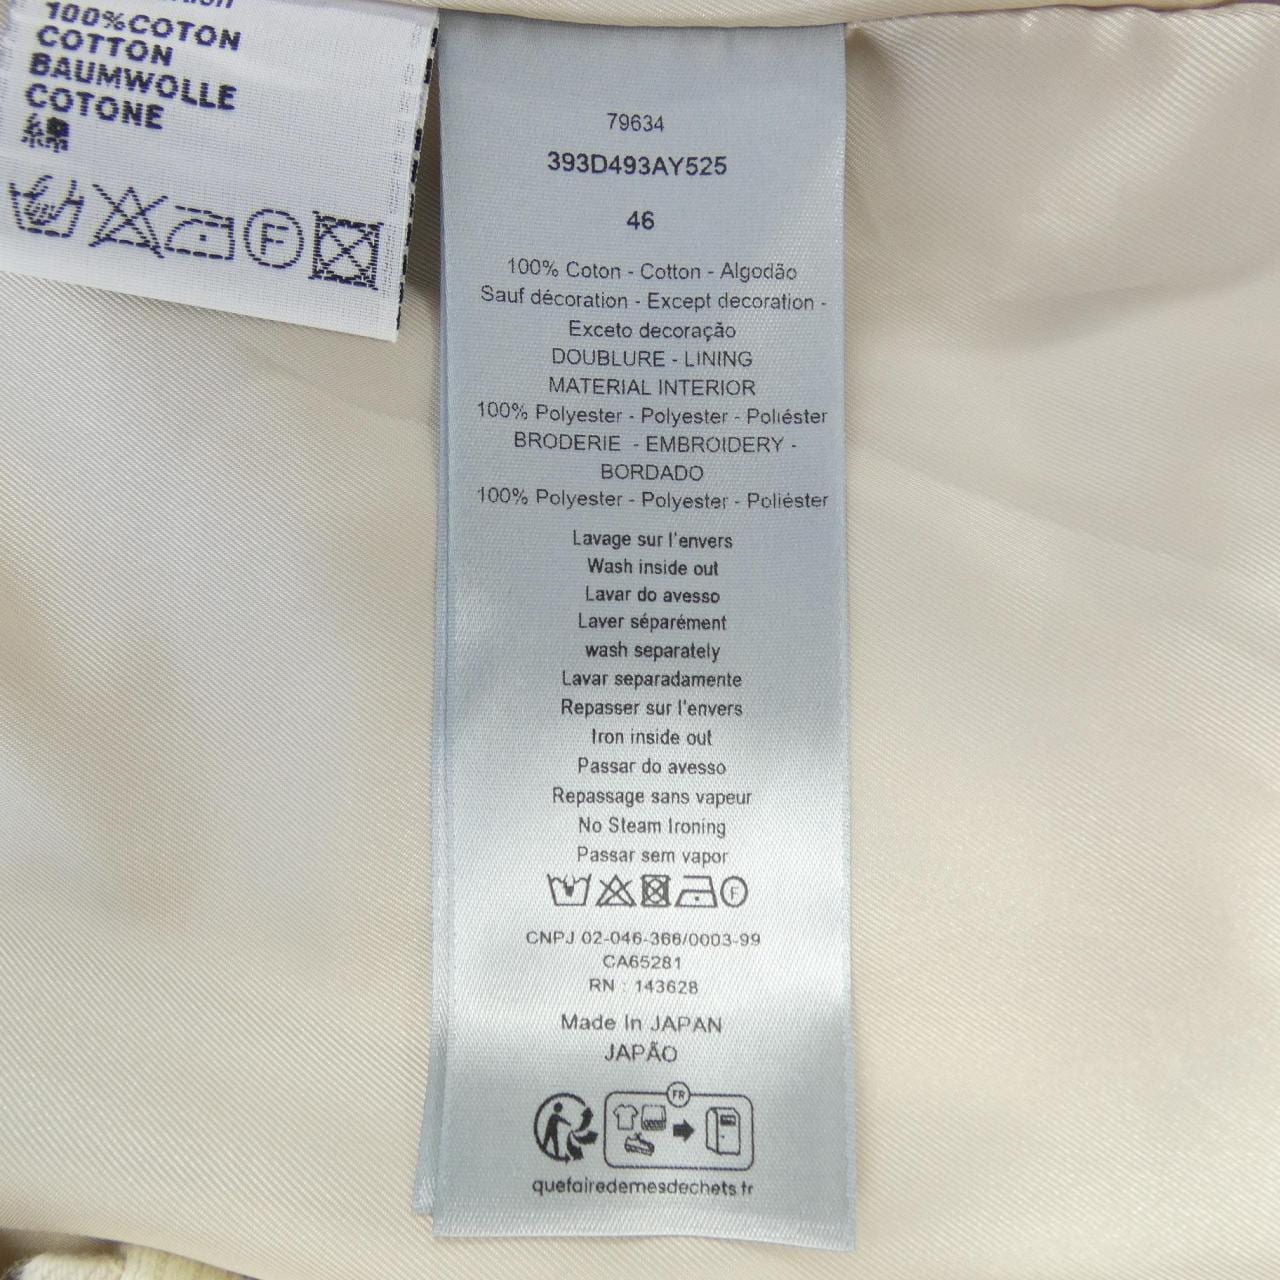 100%COTON
COTTON
BAUMWOLLE
COTONE
綿
F
79634
393D493AY525
46
100% Coton - Cotton - Algodão
Sauf décoration - Except decoration -
Exceto decoração
DOUBLURE - LINING
MATERIAL INTERIOR
100% Polyester - Polyester - Poliéster
BRODERIE - EMBROIDERY -
BORDADO
100% Polyester - Polyester - Poliéster
Lavage sur l'envers
Wash inside out
Lavar do avesso
Laver séparément
wash separately
Lavar separadamente
Repasser sur l'envers
Iron inside out
Passar do avesso
Repassage sans vapeur
No Steam Ironing
Passar sem vapor
F
CNPJ 02-046-366/0003-99
CA65281
RN : 143628
Made In JAPAN
JAPÃO
FR
quefairedemesdechets.fr